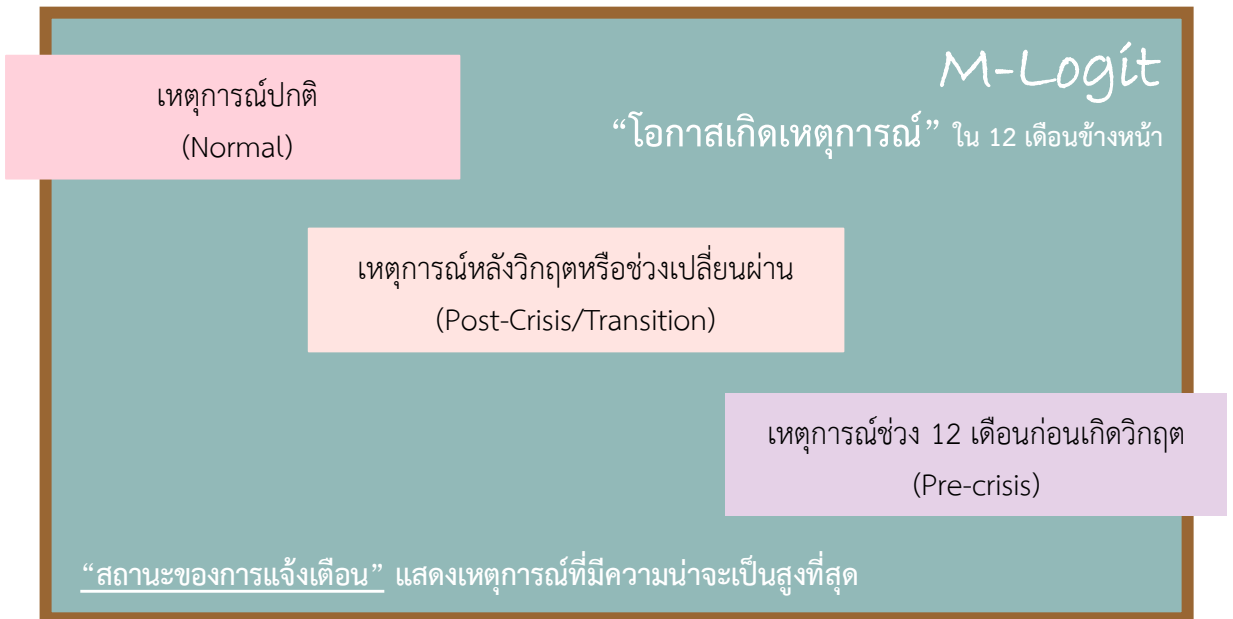 M-Logit
“โอกาสเกิดเหตุการณ์” ใน 12 เดือนข้างหน้า
เหตุการณ์ปกติ
(Normal)
เหตุการณ์หลังวิกฤตหรือช่วงเปลี่ยนผ่าน
(Post-Crisis/Transition)
เหตุการณ์ช่วง 12 เดือนก่อนเกิดวิกฤต
(Pre-crisis)
“สถานะของการแจ้งเตือน” แสดงเหตุการณ์ที่มีความน่าจะเป็นสูงที่สุด